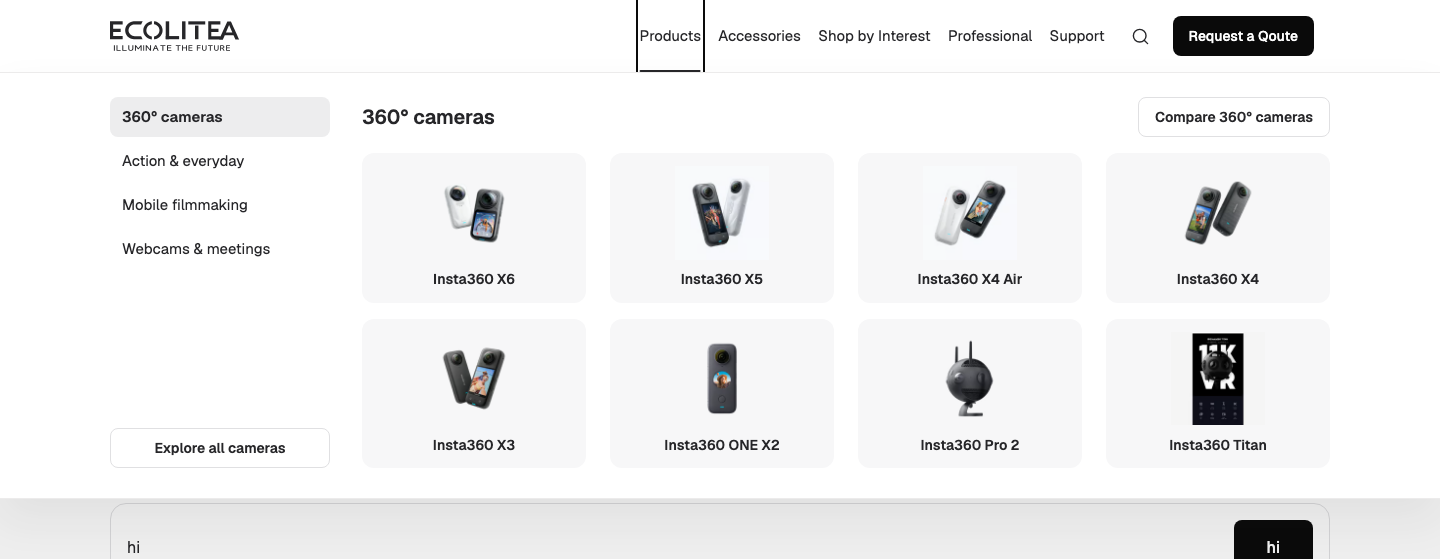 ECOLITEA
ILLUMINATE THE FUTURE
Products
Accessories
Shop by Interest
Professional
Support
Request a Qoute
360° cameras
Action & everyday
Mobile filmmaking
Webcams & meetings
Explore all cameras
360° cameras
Compare 360° cameras
Insta360 X6
Insta360 X5
Insta360 X4 Air
Insta360 X4
Insta360 X3
Insta360 ONE X2
Insta360 Pro 2
11K
VR
Insta360 Titan
hi
hi